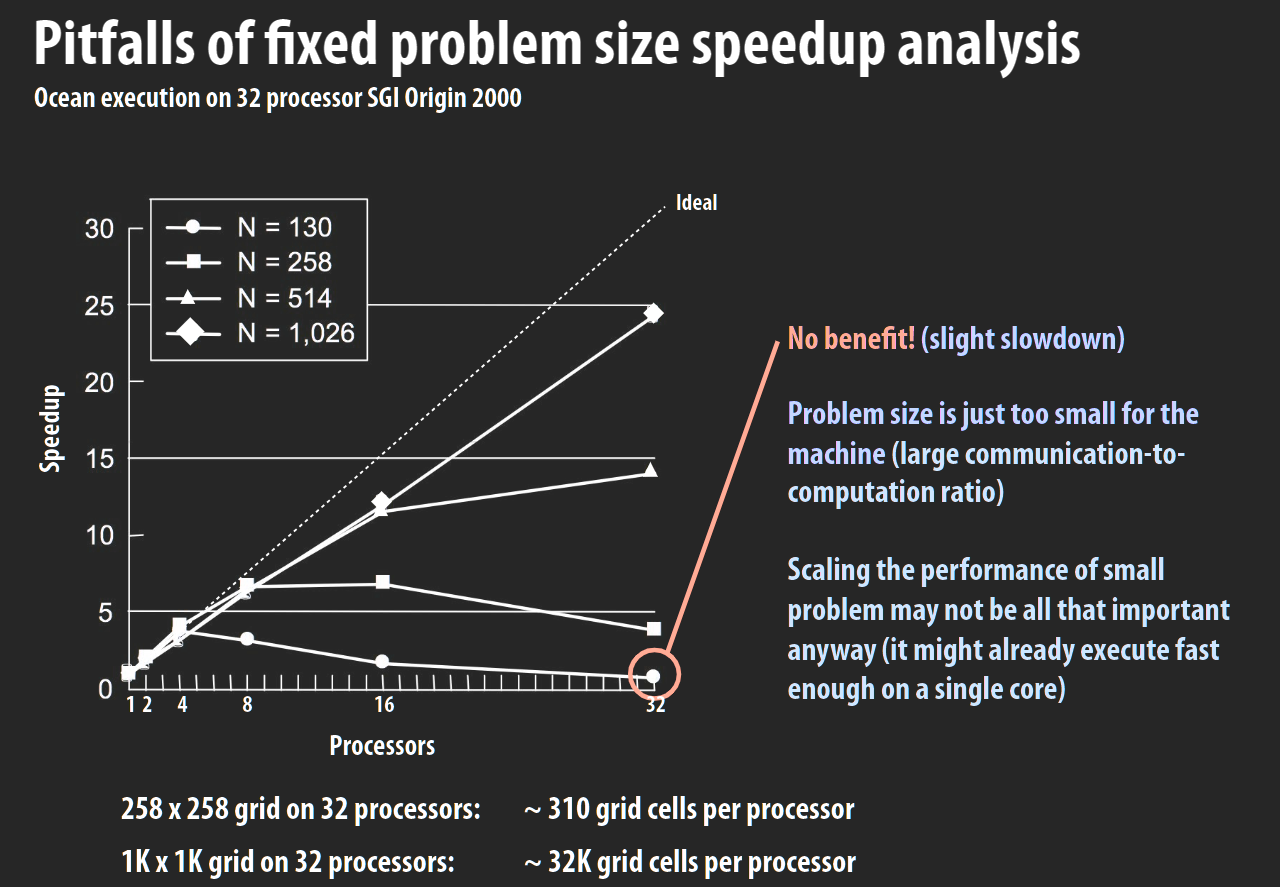 Pitfalls of fixed problem size speedup analysis
Ocean execution on 32 processor SGI Origin 2000
Ideal
30
25
20
15
10
5
0
Speedup
N = 130
N = 258
N = 514
N = 1,026
1 2 4 8 16 32
Processors
No benefit! (slight slowdown)
Problem size is just too small for the
machine (large communication-to-
computation ratio)
Scaling the performance of small
problem may not be all that important
anyway (it might already execute fast
enough on a single core)
258 x 258 grid on 32 processors: ~ 310 grid cells per processor
1K x 1K grid on 32 processors: ~ 32K grid cells per processor